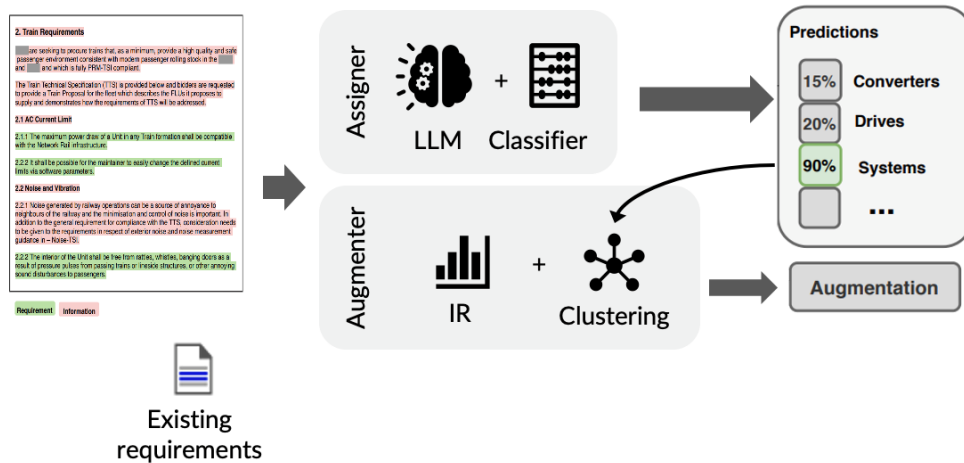 2. Train Requirements
are seeking to procure trains that, as a minimum, provide a high quality and safe
passenger environment consistent with modern passenger rolling stock in the
and and which is fully PRM-TSI compliant.
The Train Technical Specification (TTS) is provided below and bidders are requested
to provide a Train Proposal for the fleet which describes the FLUs it proposes to
supply and demonstrates how the requirements of TTS will be addressed.
2.1 AC Current Limit
2.1.1 The maximum power draw of a Unit in any Train formation shall be compatible
with the Network Rail infrastructure.
2.2.2 It shall be possible for the maintainer to easily change the defined current
limits via software parameters.
2.2 Noise and Vibration
2.2.1 Noise generated by railway operations can be a source of annoyance to
neighbours of the railway and the minimisation and control of noise is important. In
addition to the general requirement for compliance with the TTS, consideration needs
to be given to the requirements in respect of exterior noise and noise measurement
guidance in – Noise-TSI.
2.2.2 The interior of the Unit shall be free from rattles, whistles, banging doors as a
result of pressure pulses from passing trains or lineside structures, or other annoying
sound disturbances to passengers.
Requirement Information
Existing
requirements
Assigner
LLM + Classifier
Augmenter
IR + Clustering
Predictions
15% Converters
20% Drives
90% Systems
...
Augmentation